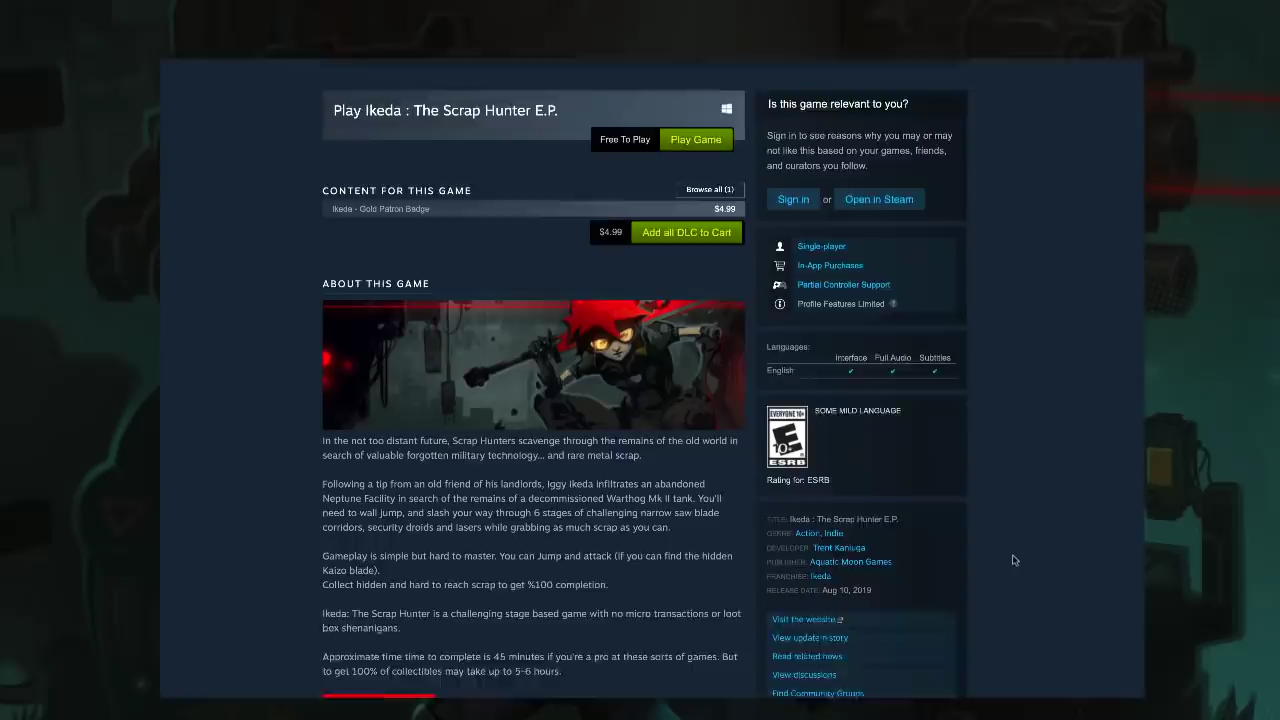 Play Ikeda : The Scrap Hunter E.P.
Free To Play
Play Game
CONTENT FOR THIS GAME
Browse all (1)
Ikeda - Gold Patron Badge
$4.99
$4.99
Add all DLC to Cart
ABOUT THIS GAME
In the not too distant future, Scrap Hunters scavenge through the remains of the old world in
search of valuable forgotten military technology... and rare metal scrap.
Following a tip from an old friend of his landlords, Iggy Ikeda infiltrates an abandoned
Neptune Facility in search of the remains of a decommissioned Warthog Mk II tank. You'll
need to wall jump, and slash your way through 6 stages of challenging narrow saw blade
corridors, security droids and lasers while grabbing as much scrap as you can.
Gameplay is simple but hard to master. You can Jump and attack (if you can find the hidden
Kaizo blade).
Collect hidden and hard to reach scrap to get %100 completion.
Ikeda: The Scrap Hunter is a challenging stage based game with no micro transactions or loot
box shenanigans.
Approximate time time to complete is 45 minutes if you're a pro at these sorts of games. But
to get 100% of collectibles may take up to 5-6 hours.
Is this game relevant to you?
Sign in to see reasons why you may or may
not like this based on your games, friends,
and curators you follow.
Sign in or Open in Steam
Single-player
In-App Purchases
Partial Controller Support
Profile Features Limited ?
Languages:
Interface Full Audio Subtitles
English ✔ ✔ ✔
EVERYONE 10+
E
10+
ESRB
SOME MILD LANGUAGE
Rating for: ESRB
TITLE: Ikeda : The Scrap Hunter E.P.
GENRE: Action, Indie
DEVELOPER: Trent Kaniuga
PUBLISHER: Aquatic Moon Games
FRANCHISE: Ikeda
RELEASE DATE: Aug 10, 2019
Visit the website
View update history
Read related news
View discussions
Find Community Groups